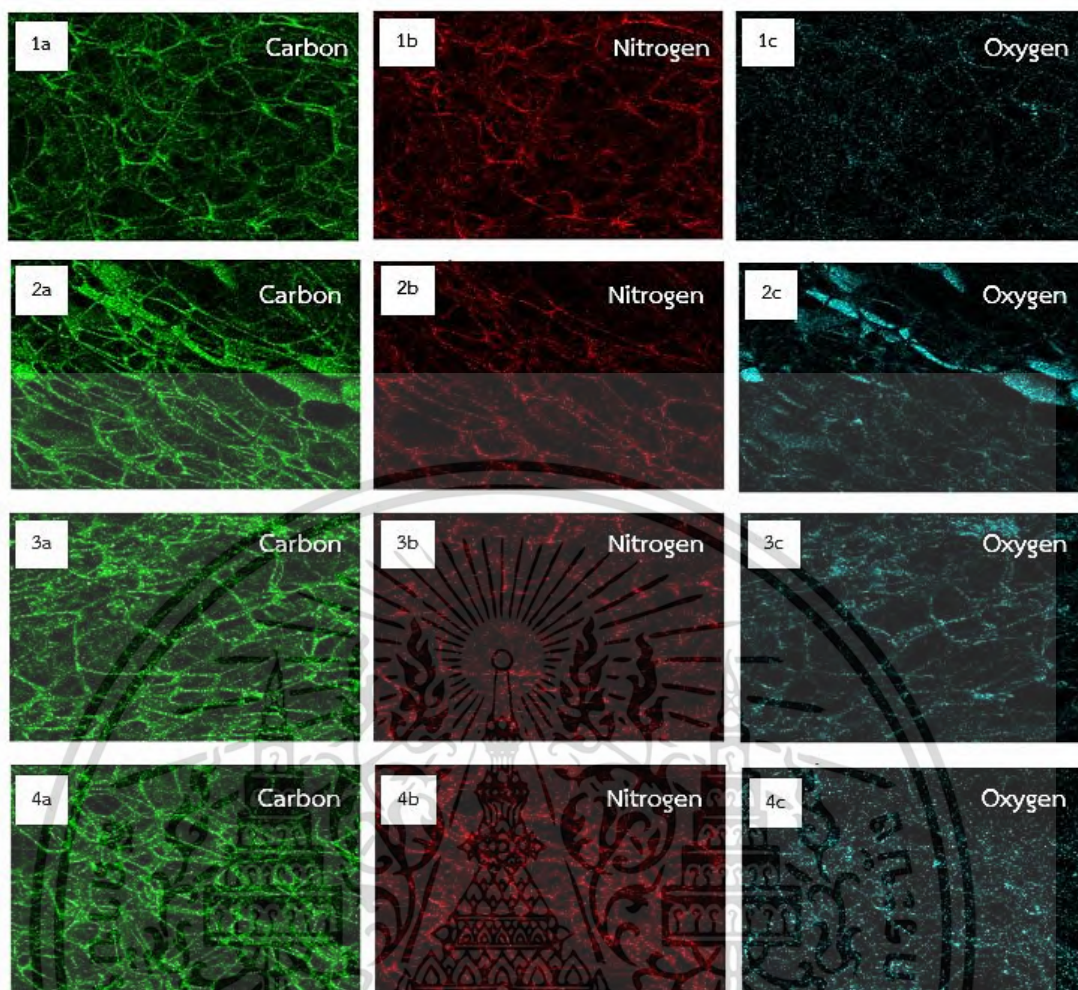 1a
Carbon
1b
Nitrogen
1c
Oxygen
2a
Carbon
2b
Nitrogen
2c
Oxygen
3a
Carbon
3b
Nitrogen
3c
Oxygen
4a
Carbon
4b
Nitrogen
4c
Oxygen